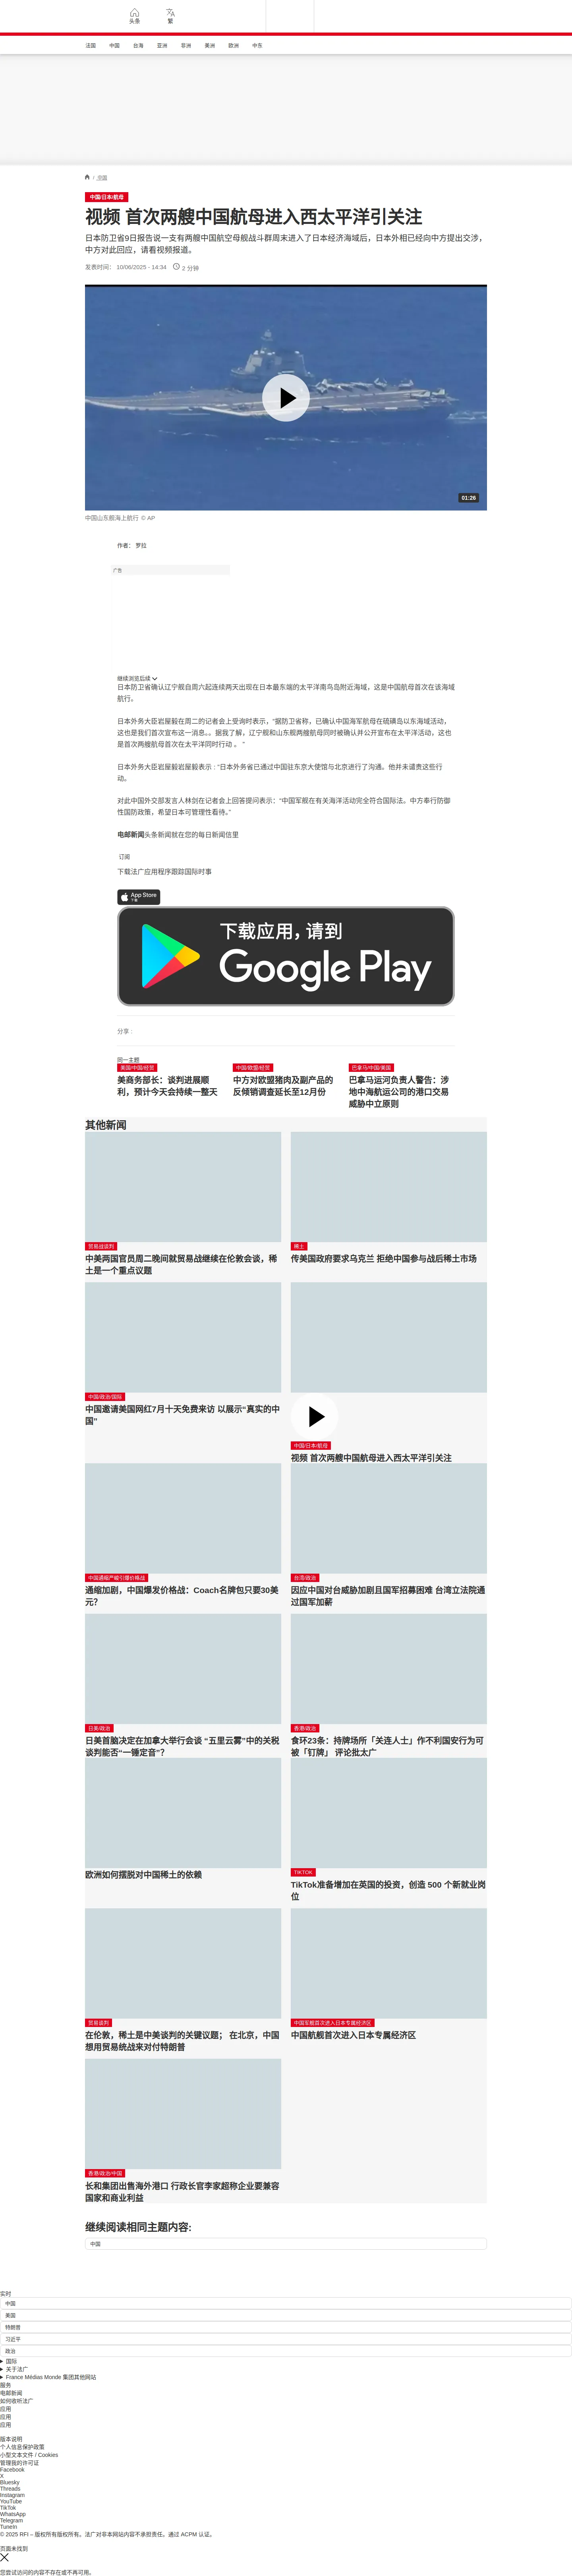 头条
繁
法国
中国
台海
亚洲
非洲
美洲
欧洲
中东
/ 中国
中国/日本/航母
视频 首次两艘中国航母进入西太平洋引关注
日本防卫省9日报告说一支有两艘中国航空母舰战斗群周末进入了日本经济海域后，日本外相已经向中方提出交涉，
中方对此回应，请看视频报道。
发表时间： 10/06/2025 - 14:34
2 分钟
01:26
中国山东舰海上航行 © AP
作者： 罗拉
广告
继续浏览后续
日本防卫省确认辽宁舰自周六起连续两天出现在日本最东端的太平洋南鸟岛附近海域，这是中国航母首次在该海域
航行。
日本外务大臣岩屋毅在周二的记者会上受询时表示，“据防卫省称，已确认中国海军航母在硫磺岛以东海域活动，
这也是我们首次宣布这一消息。。据我了解，辽宁舰和山东舰两艘航母同时被确认并公开宣布在太平洋活动，这也
是首次两艘航母首次在太平洋同时行动 。 ”
日本外务大臣岩屋毅岩屋毅表示 : “日本外务省已通过中国驻东京大使馆与北京进行了沟通。他并未谴责这些行
动。
对此中国外交部发言人林剑在记者会上回答提问表示：“中国军舰在有关海洋活动完全符合国际法。中方奉行防御
性国防政策，希望日本可管理性看待。”
电邮新闻头条新闻就在您的每日新闻信里
订阅
下载法广应用程序跟踪国际时事
App Store
下载应用，请到
Google Play
分享 :
同一主题
美国/中国/经贸
美商务部长：谈判进展顺
利，预计今天会持续一整天
中国/欧盟/经贸
中方对欧盟猪肉及副产品的
反倾销调查延长至12月份
巴拿马/中国/美国
巴拿马运河负责人警告：涉
地中海航运公司的港口交易
威胁中立原则
其他新闻
贸易战谈判
中美两国官员周二晚间就贸易战继续在伦敦会谈，稀
土是一个重点议题
稀土
传美国政府要求乌克兰 拒绝中国参与战后稀土市场
中国/政治/国际
中国邀请美国网红7月十天免费来访 以展示“真实的中
国”
中国/日本/航母
视频 首次两艘中国航母进入西太平洋引关注
中国通缩严峻引爆价格战
通缩加剧，中国爆发价格战：Coach名牌包只要30美
元？
台湾/政治
因应中国对台威胁加剧且国军招募困难 台湾立法院通
过国军加薪
日美/政治
日美首脑决定在加拿大举行会谈 “五里云雾”中的关税
谈判能否“一锤定音”？
香港/政治
食环23条：持牌场所「关连人士」作不利国安行为可
被「钉牌」 评论批太广
欧洲如何摆脱对中国稀土的依赖
TIKTOK
TikTok准备增加在英国的投资，创造 500 个新就业岗
位
贸易谈判
在伦敦，稀土是中美谈判的关键议题； 在北京，中国
想用贸易统战来对付特朗普
中国军舰首次进入日本专属经济区
中国航舰首次进入日本专属经济区
香港/政治/中国
长和集团出售海外港口 行政长官李家超称企业要兼容
国家和商业利益
继续阅读相同主题内容:
中国
实时
中国
美国
特朗普
习近平
政治
国际
关于法广
France Médias Monde 集团其他网站
服务
电邮新闻
如何收听法广
应用
应用
应用
版本说明
个人信息保护政策
小型文本文件 / Cookies
管理我的许可证
Facebook
X
Bluesky
Threads
Instagram
YouTube
TikTok
WhatsApp
Telegram
TuneIn
© 2025 RFI – 版权所有版权所有。法广对非本网站内容不承担责任。通过 ACPM 认证。
页面未找到
您尝试访问的内容不存在或不再可用。